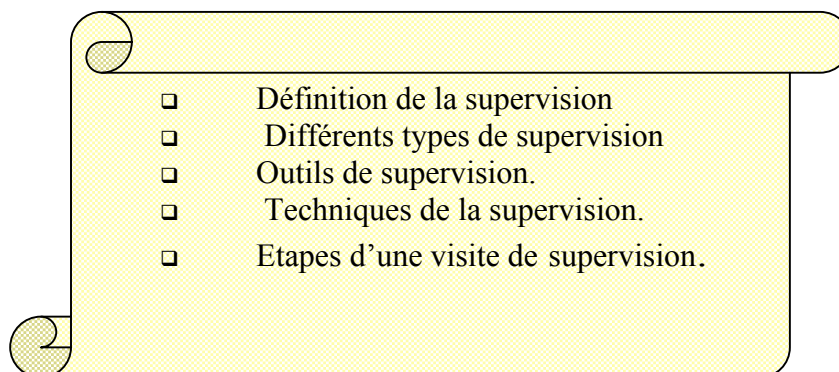 ❑ Définition de la supervision
❑ Différents types de supervision
❑ Outils de supervision.
❑ Techniques de la supervision.
❑ Etapes d’une visite de supervision.